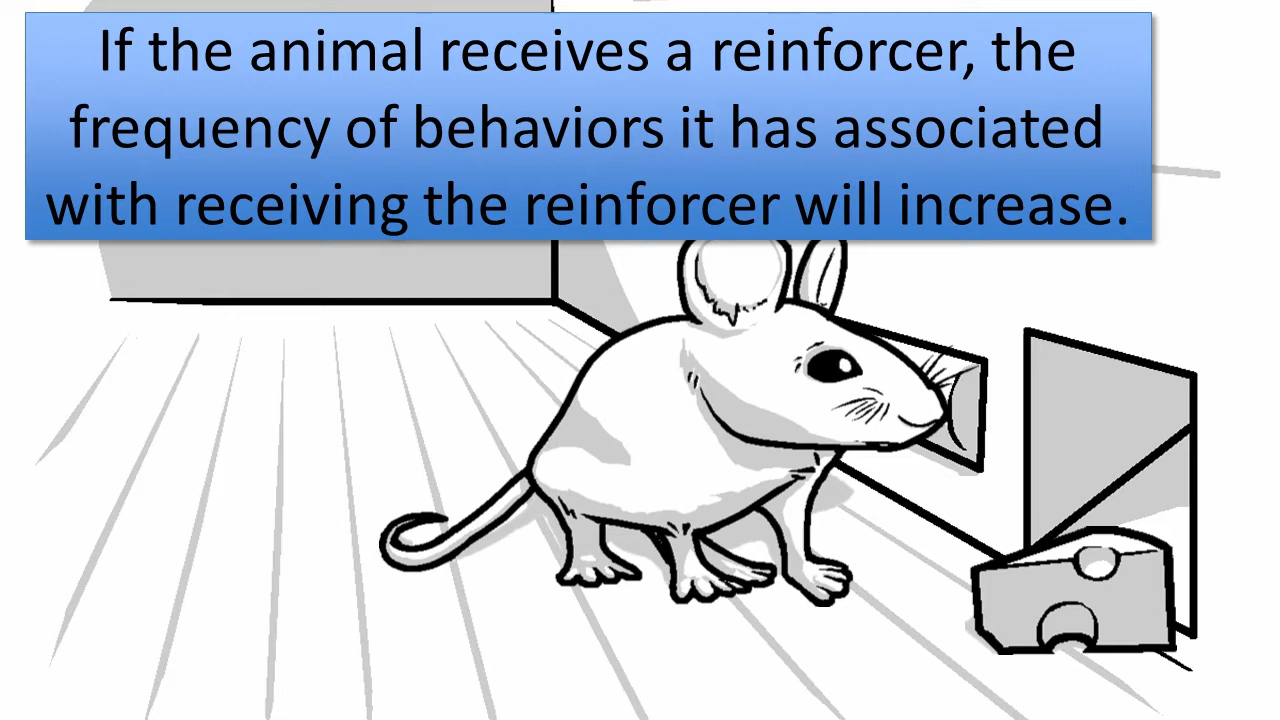 If the animal receives a reinforcer, the
frequency of behaviors it has associated
with receiving the reinforcer will increase.